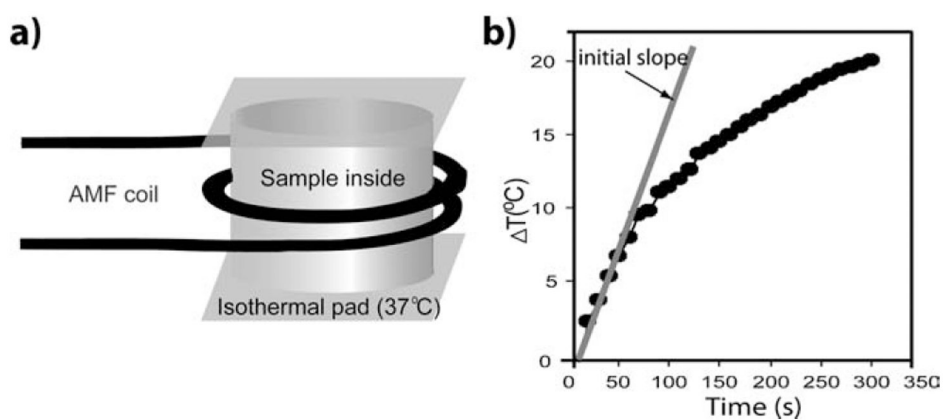 a)
AMF coil
Sample inside
Isothermal pad (37°C)
b)
initial slope
ΔT(°C)
20
15
10
5
0
0 50 100 150 200 250 300 350
Time (s)